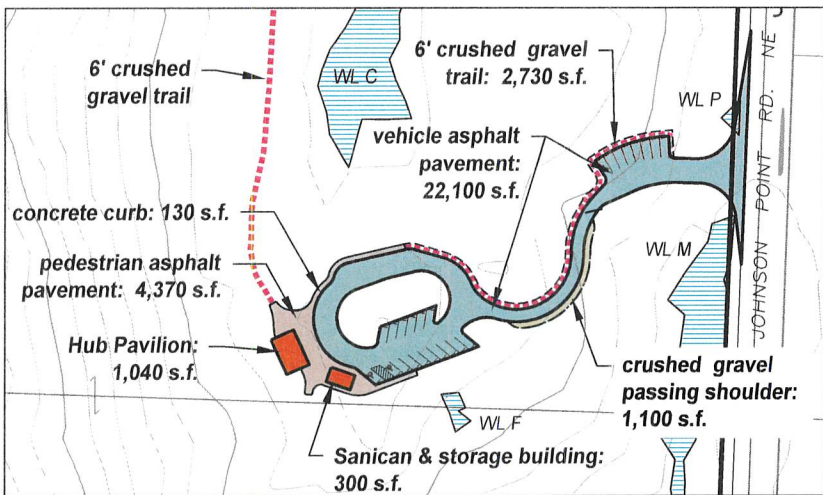 6' crushed
gravel trail
WL C
6' crushed gravel
trail: 2,730 s.f.
WL P
JOHNSON POINT RD. NE
vehicle asphalt
pavement:
22,100 s.f.
concrete curb: 130 s.f.
pedestrian asphalt
pavement: 4,370 s.f.
WL M
Hub Pavilion:
1,040 s.f.
crushed gravel
passing shoulder:
1,100 s.f.
WL F
Sanican & storage building:
300 s.f.